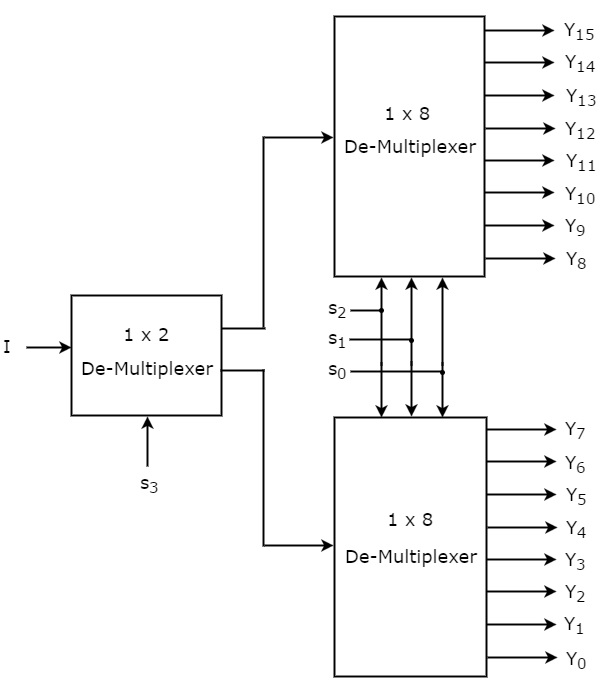 Y₁₅
Y₁₄
Y₁₃
1 x 8
Y₁₂
De-Multiplexer
Y₁₁
Y₁₀
Y₉
Y₈
s₂
1 x 2
s₁
I
De-Multiplexer
s₀
s₃
Y₇
Y₆
Y₅
1 x 8
Y₄
De-Multiplexer
Y₃
Y₂
Y₁
Y₀